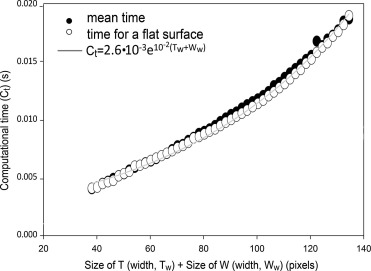 0.020
0.015
0.010
0.005
0.000
Computational time (Ct) (s)
mean time
time for a flat surface
Ct=2.6•10-3e10-2(Tw+Ww)
20 40 60 80 100 120 140
Size of T (width, Tw) + Size of W (width, Ww) (pixels)